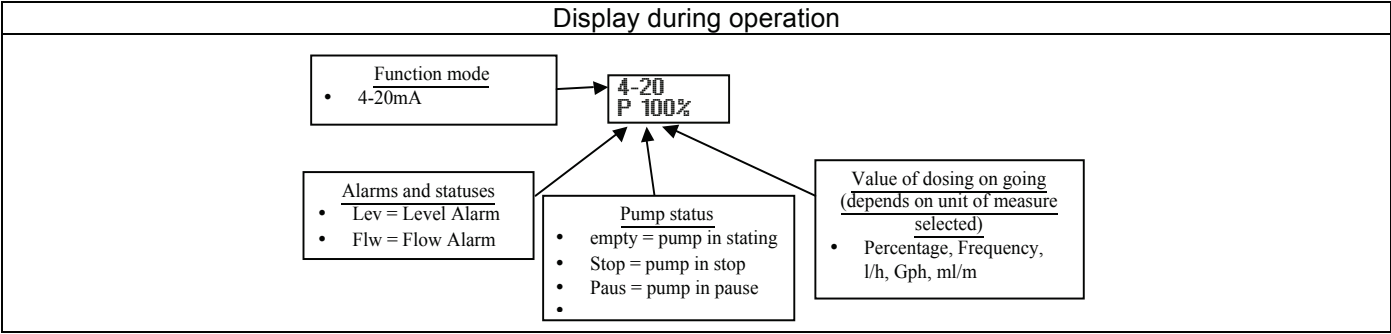 Display during operation
Function mode
• 4-20mA
4-20
P 100%
Alarms and statuses
• Lev = Level Alarm
• Flw = Flow Alarm
Pump status
• empty = pump in stating
• Stop = pump in stop
• Paus = pump in pause
•
Value of dosing on going
(depends on unit of measure
selected)
• Percentage, Frequency,
l/h, Gph, ml/m